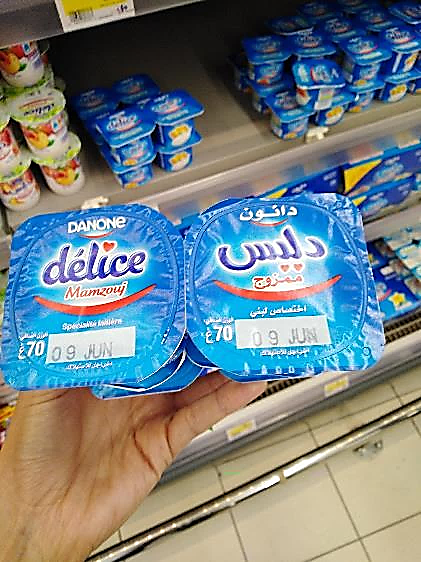 DANONE
délice
Mamzouj
Spécialité laitière
70 غ
09 JUN
دانون
دليس
ممزوج
اختصاص لبني
70 غ
09 JUN